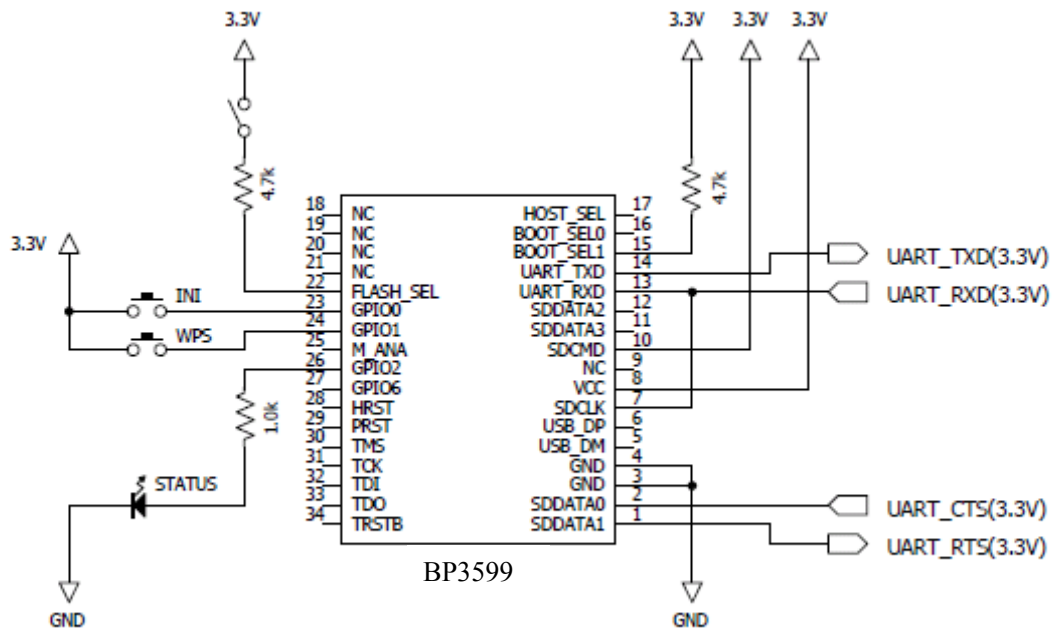 3.3V
3.3V
3.3V
3.3V
4.7k
4.7k
3.3V
INI
WPS
18 NC
19 NC
20 NC
21 NC
22 FLASH_SEL
23 GPIO0
24 GPIO1
25 M_ANA
26 GPIO2
27 GPIO6
28 HRST
29 PRST
30 TMS
31 TCK
32 TDI
33 TDO
34 TRSTB
HOST_SEL 17
BOOT_SEL0 16
BOOT_SEL1 15
UART_TXD 14
UART_RXD 13
SDDATA2 12
SDDATA3 11
SDCMD 10
NC 9
VCC 8
SDCLK 7
USB_DP 6
USB_DM 5
GND 4
GND 3
SDDATA0 2
SDDATA1 1
UART_TXD(3.3V)
UART_RXD(3.3V)
UART_CTS(3.3V)
UART_RTS(3.3V)
1.0k
STATUS
BP3599
GND
GND